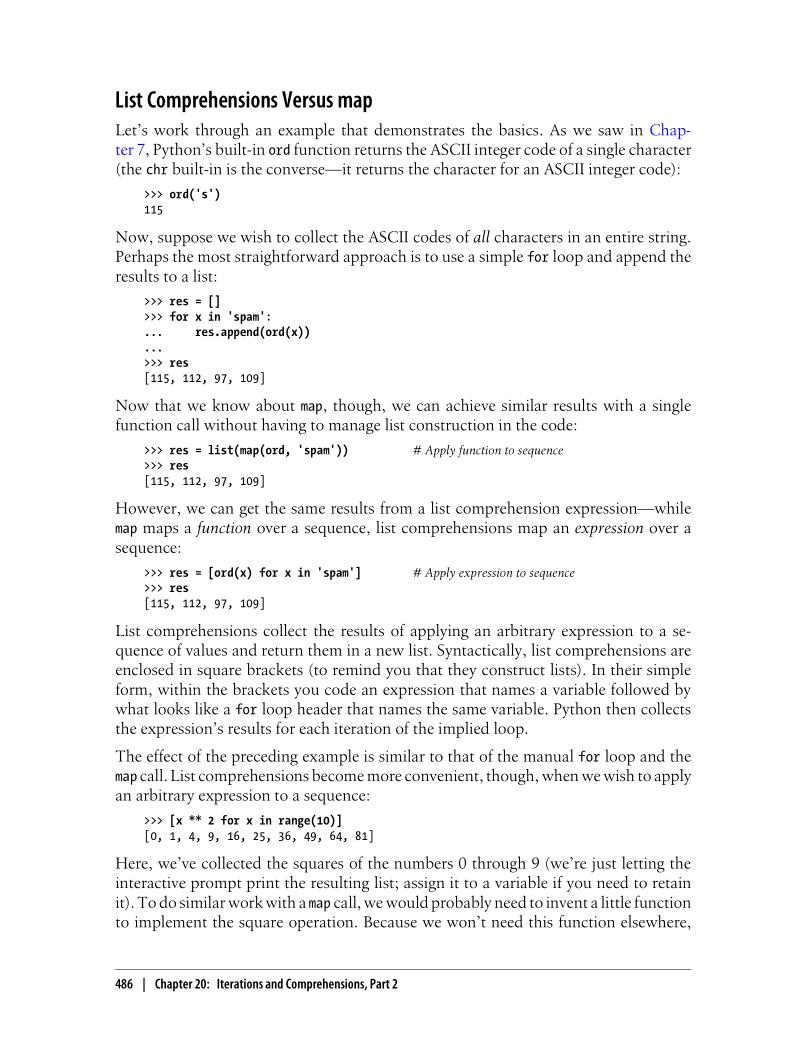 List Comprehensions Versus map
Let’s work through an example that demonstrates the basics. As we saw in Chap-
ter 7, Python’s built-in ord function returns the ASCII integer code of a single character
(the chr built-in is the converse—it returns the character for an ASCII integer code):
>>> ord('s')
115
Now, suppose we wish to collect the ASCII codes of all characters in an entire string.
Perhaps the most straightforward approach is to use a simple for loop and append the
results to a list:
>>> res = []
>>> for x in 'spam':
...     res.append(ord(x))
...
>>> res
[115, 112, 97, 109]
Now that we know about map, though, we can achieve similar results with a single
function call without having to manage list construction in the code:
>>> res = list(map(ord, 'spam'))          # Apply function to sequence
>>> res
[115, 112, 97, 109]
However, we can get the same results from a list comprehension expression—while
map maps a function over a sequence, list comprehensions map an expression over a
sequence:
>>> res = [ord(x) for x in 'spam']        # Apply expression to sequence
>>> res
[115, 112, 97, 109]
List comprehensions collect the results of applying an arbitrary expression to a se-
quence of values and return them in a new list. Syntactically, list comprehensions are
enclosed in square brackets (to remind you that they construct lists). In their simple
form, within the brackets you code an expression that names a variable followed by
what looks like a for loop header that names the same variable. Python then collects
the expression’s results for each iteration of the implied loop.
The effect of the preceding example is similar to that of the manual for loop and the
map call. List comprehensions become more convenient, though, when we wish to apply
an arbitrary expression to a sequence:
>>> [x ** 2 for x in range(10)]
[0, 1, 4, 9, 16, 25, 36, 49, 64, 81]
Here, we’ve collected the squares of the numbers 0 through 9 (we’re just letting the
interactive prompt print the resulting list; assign it to a variable if you need to retain
it). To do similar work with a map call, we would probably need to invent a little function
to implement the square operation. Because we won’t need this function elsewhere,
486 | Chapter 20: Iterations and Comprehensions, Part 2